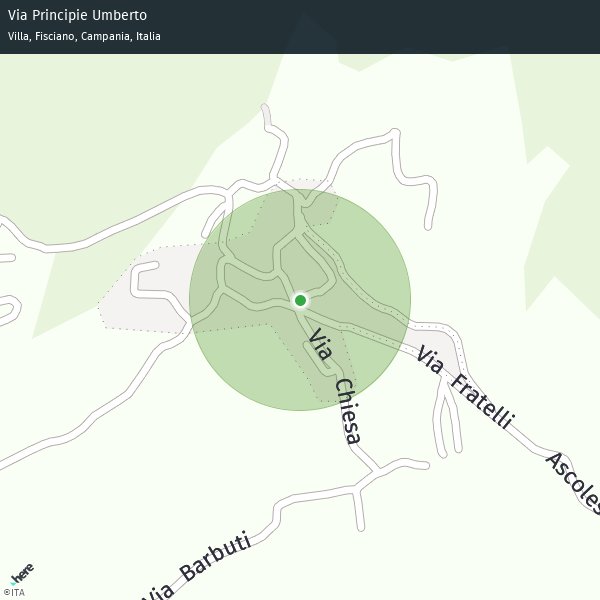 Via Principie Umberto
Villa, Fisciano, Campania, Italia
Via Chiesa
Via Fratelli
Ascoles
Via Barbuti
here
©ITA